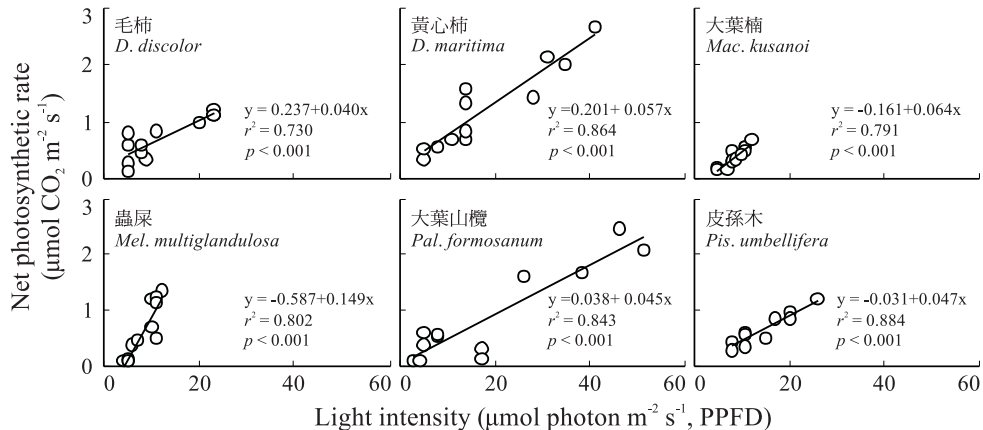 Net photosynthetic rate
(μmol CO₂ m⁻² s⁻¹)
3
2
1
0
毛柿
D. discolor
y = 0.237+0.040x
r² = 0.730
p < 0.001
黃心柿
D. maritima
y =0.201+ 0.057x
r² = 0.864
p < 0.001
大葉楠
Mac. kusanoi
y = -0.161+0.064x
r² = 0.791
p < 0.001
60
3
2
1
0
蟲屎
Mel. multiglandulosa
y = -0.587+0.149x
r² = 0.802
p < 0.001
0 20 40 60
大葉山欖
Pal. formosanum
y =0.038+ 0.045x
r² = 0.843
p < 0.001
0 20 40 60
皮孫木
Pis. umbellifera
y = -0.031+0.047x
r² = 0.884
p < 0.001
0 20 40 60
Light intensity (μmol photon m⁻² s⁻¹, PPFD)